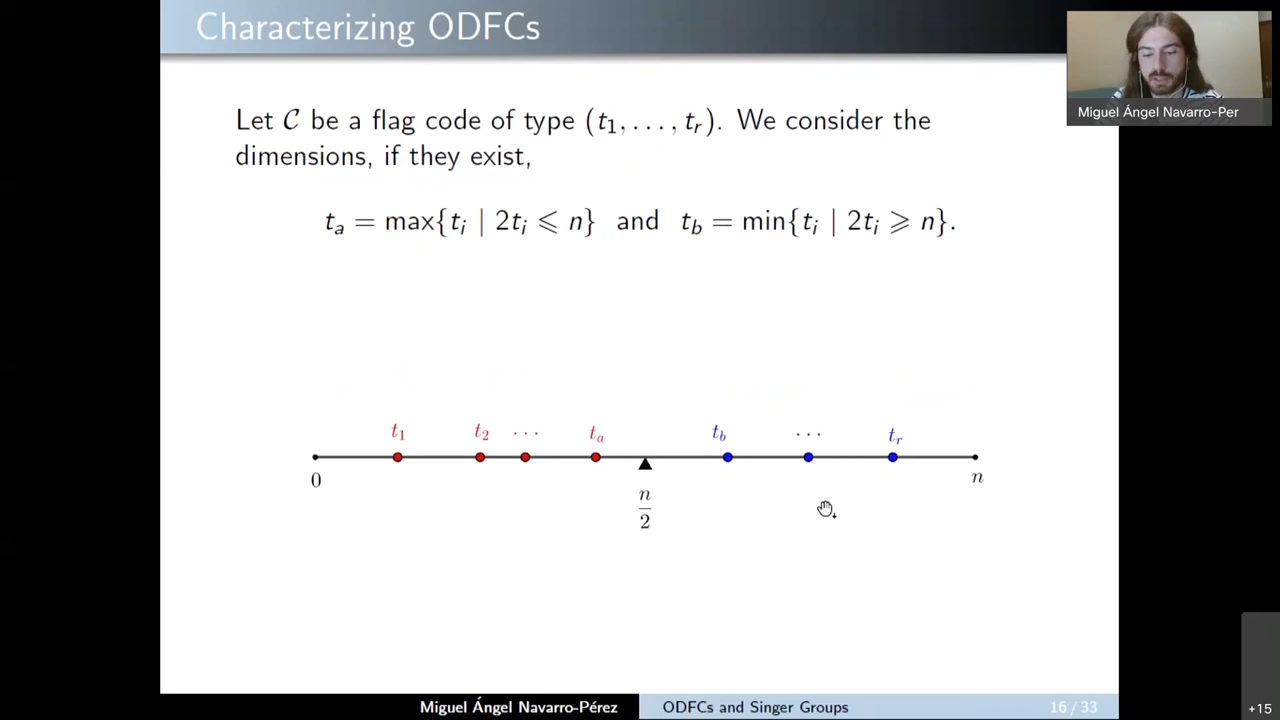 Characterizing ODFCs
Miguel Ángel Navarro-Per
Let C be a flag code of type (t₁, . . . , tᵣ). We consider the
dimensions, if they exist,
tₐ = max{tᵢ | 2tᵢ ⩽ n} and t_b = min{tᵢ | 2tᵢ ⩾ n}.
t₁ t₂ ··· tₐ t_b ··· tᵣ
0 n
n/2
Miguel Ángel Navarro-Pérez ODFCs and Singer Groups 16 / 33
+15